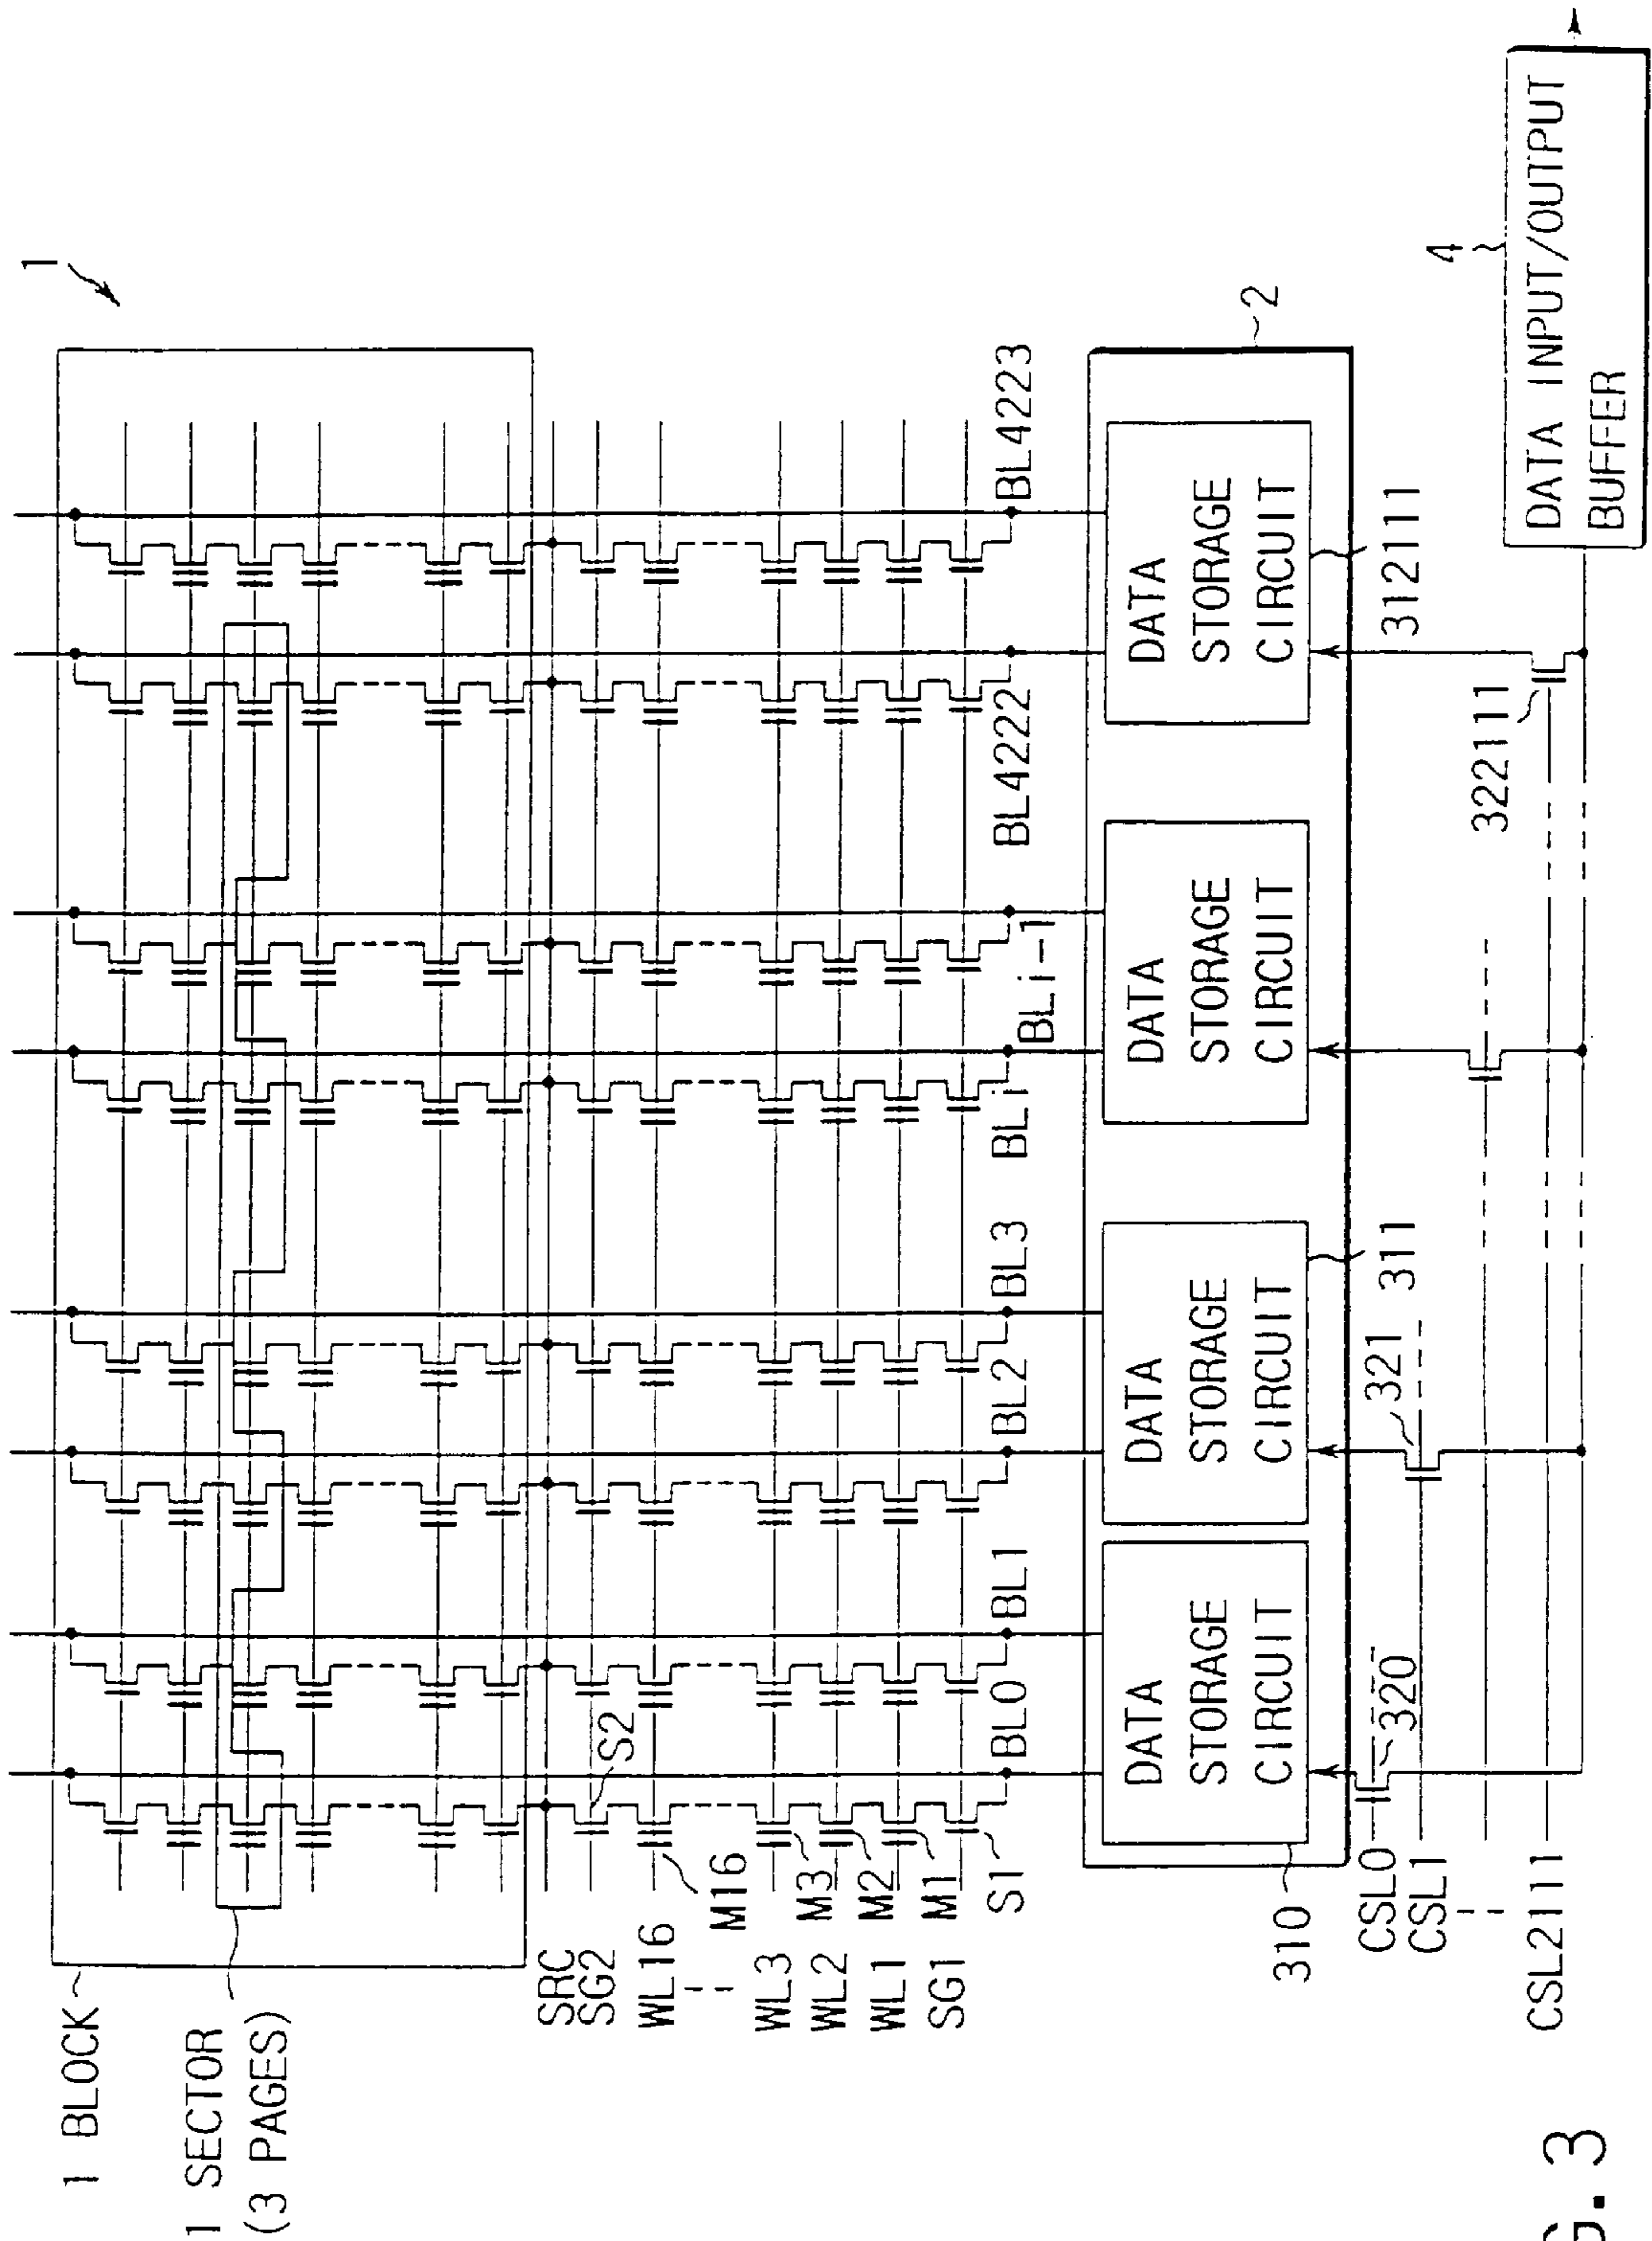 1 BLOCK
1 SECTOR
(3 PAGES)
1
SRC
SG2
WL16
WL3
WL2
WL1
SG1
M16
M3
M2
M1
S1
S2
BL0
BL1
BL2
BL3
BLi
BLi-1
BL4222
BL4223
2
DATA
STORAGE
CIRCUIT
DATA
STORAGE
CIRCUIT
DATA
STORAGE
CIRCUIT
DATA
STORAGE
CIRCUIT
310
311
312111
320
321
322111
CSL0
CSL1
CSL2111
4
DATA INPUT/OUTPUT
BUFFER
G. 3